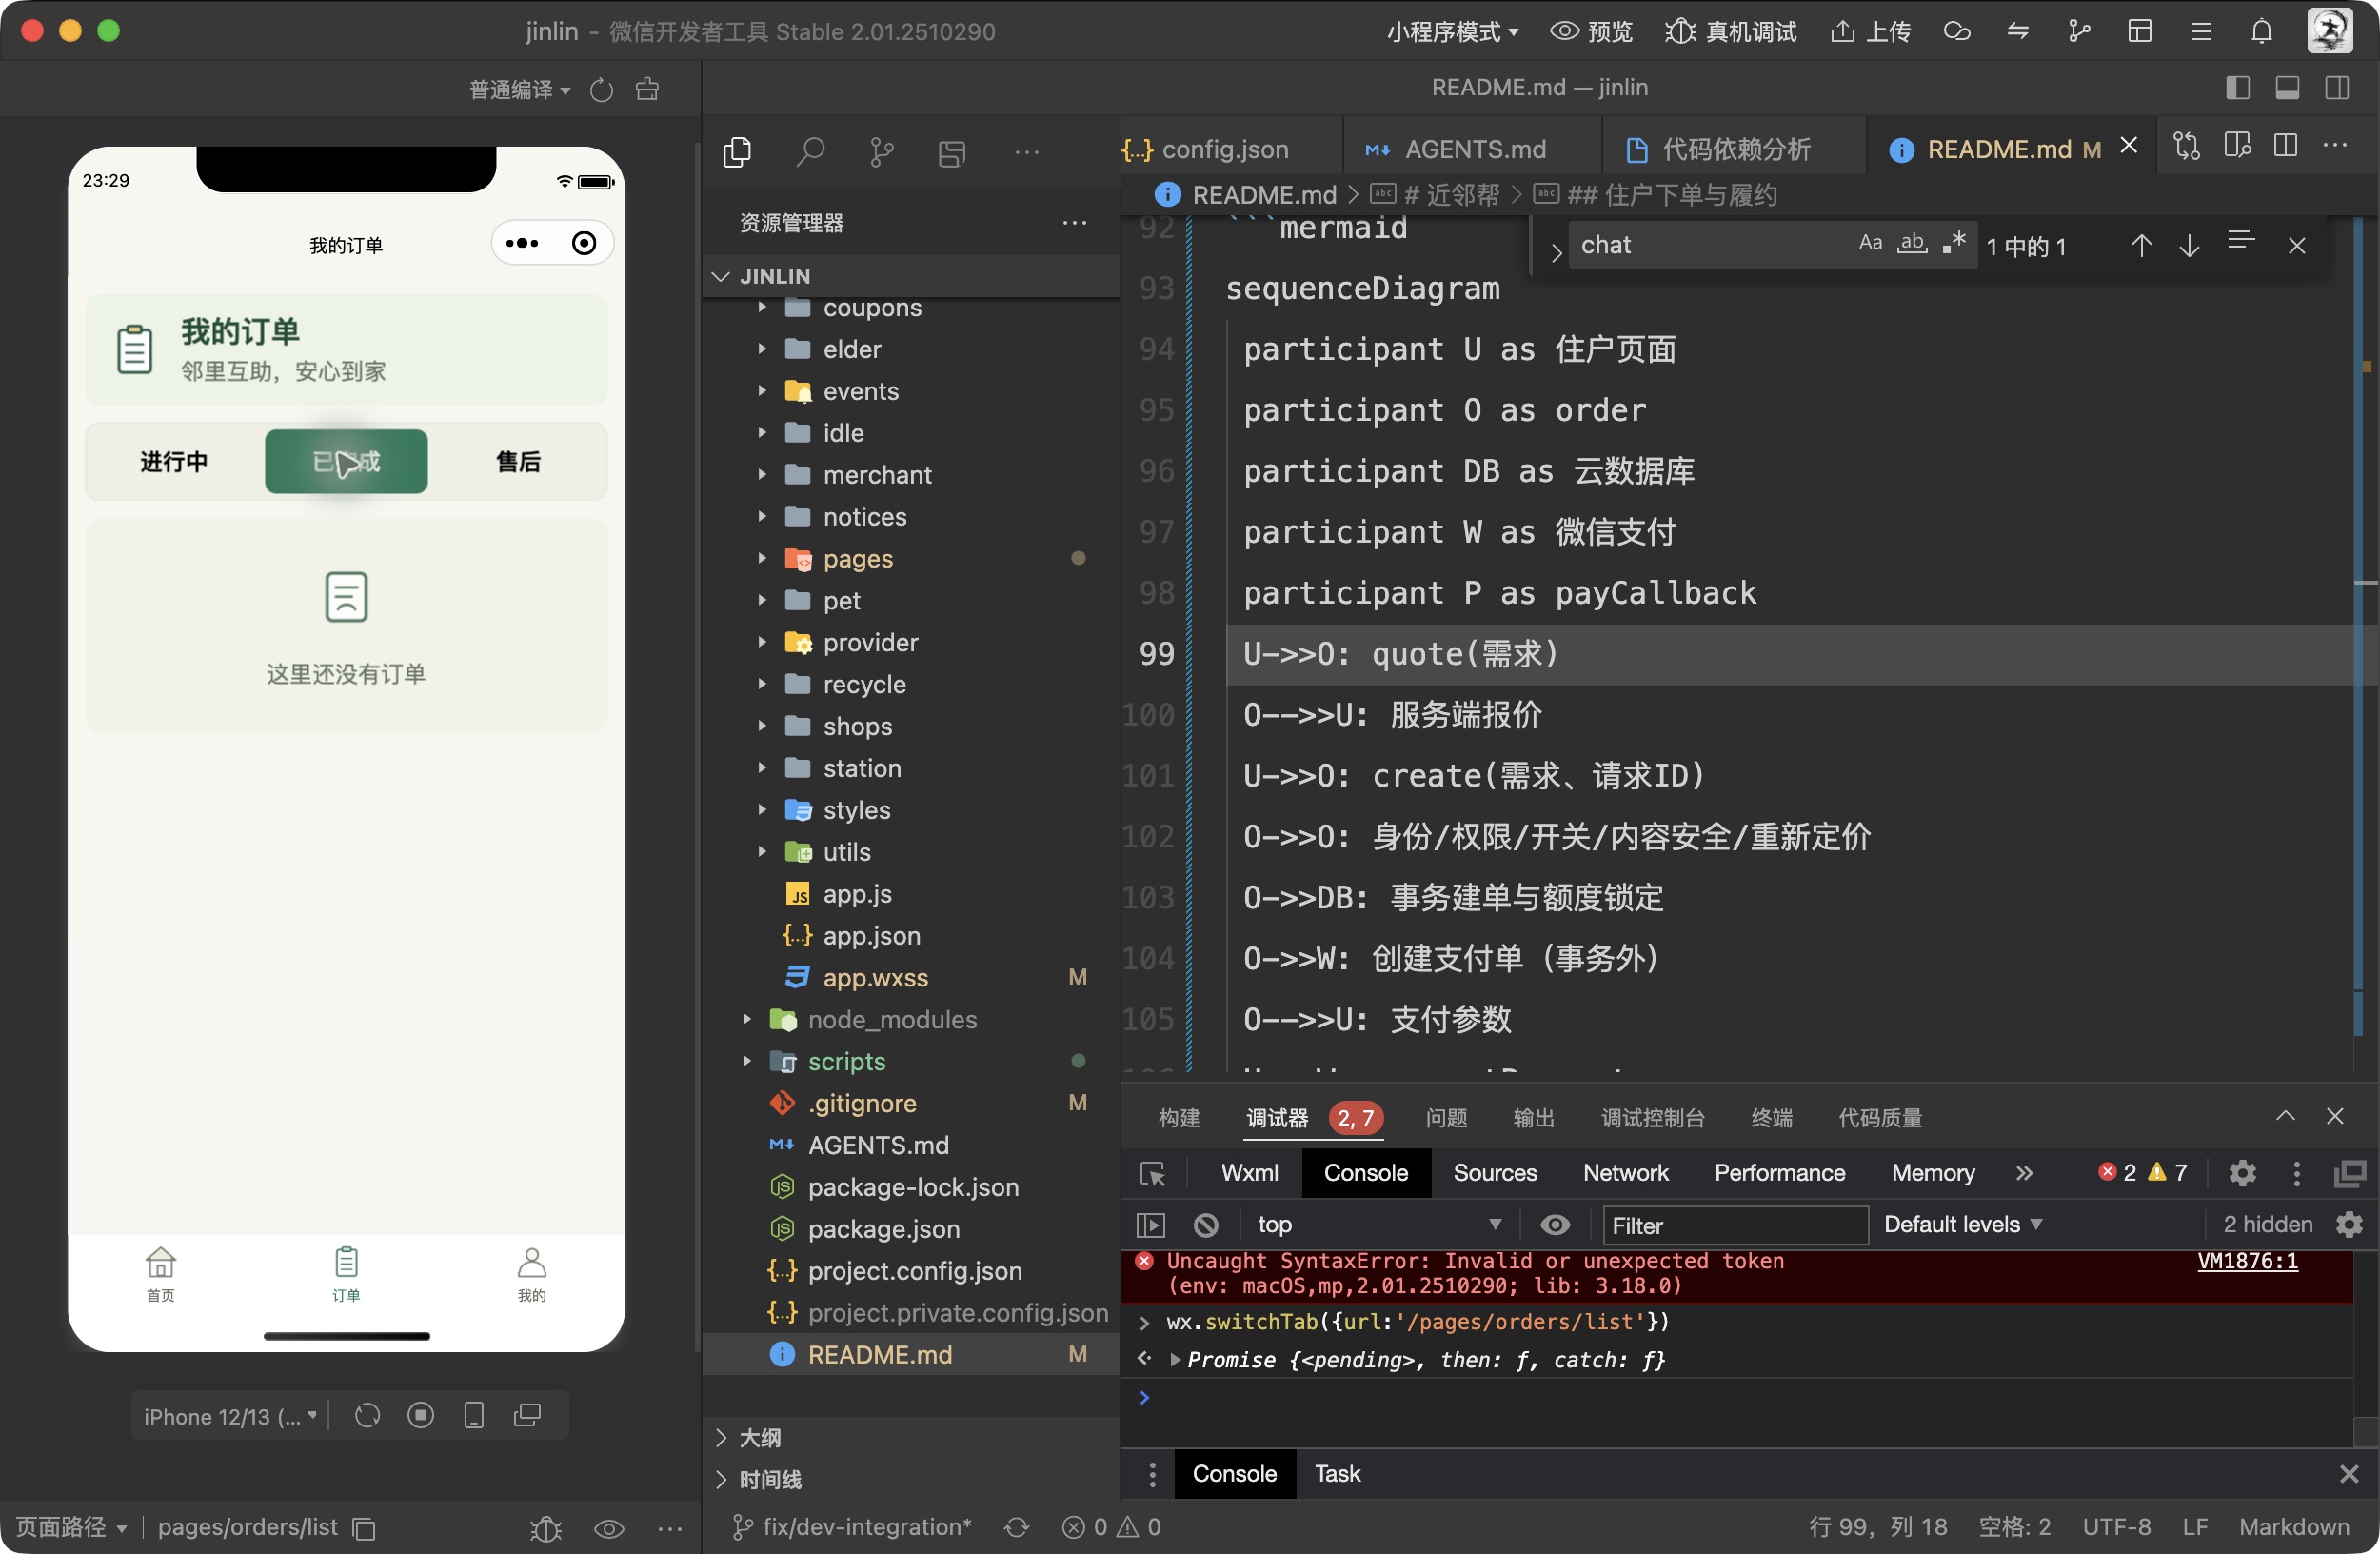 jinlin - 微信开发者工具 Stable 2.01.2510290
小程序模式
预览
真机调试
上传
普通编译
README.md — jinlin
23:29
我的订单
我的订单
邻里互助，安心到家
进行中
售后
这里还没有订单
首页
订单
我的
iPhone 12/13 (...
页面路径
pages/orders/list
资源管理器
JINLIN
coupons
elder
events
idle
merchant
notices
pages
pet
provider
recycle
shops
station
styles
utils
app.js
app.json
app.wxss M
node_modules
scripts
.gitignore M
AGENTS.md
package-lock.json
package.json
project.config.json
project.private.config.json
README.md M
大纲
时间线
fix/dev-integration*
0
0
config.json
AGENTS.md
代码依赖分析
README.md M
README.md > # 近邻帮 > ## 住户下单与履约
chat
Aa
ab
1 中的 1
92 ```mermaid
93 sequenceDiagram
94 participant U as 住户页面
95 participant O as order
96 participant DB as 云数据库
97 participant W as 微信支付
98 participant P as payCallback
99 U->>O: quote(需求)
100 O-->>U: 服务端报价
101 U->>O: create(需求、请求ID)
102 O->>O: 身份/权限/开关/内容安全/重新定价
103 O->>DB: 事务建单与额度锁定
104 O->>W: 创建支付单（事务外）
105 O-->>U: 支付参数
构建
调试器 2, 7
问题
输出
调试控制台
终端
代码质量
Wxml
Console
Sources
Network
Performance
Memory
2
7
top
Filter
Default levels
2 hidden
Uncaught SyntaxError: Invalid or unexpected token VM1876:1
(env: macOS,mp,2.01.2510290; lib: 3.18.0)
wx.switchTab({url:'/pages/orders/list'})
Promise {<pending>, then: ƒ, catch: ƒ}
Console
Task
行 99，列 18
空格: 2
UTF-8
LF
Markdown